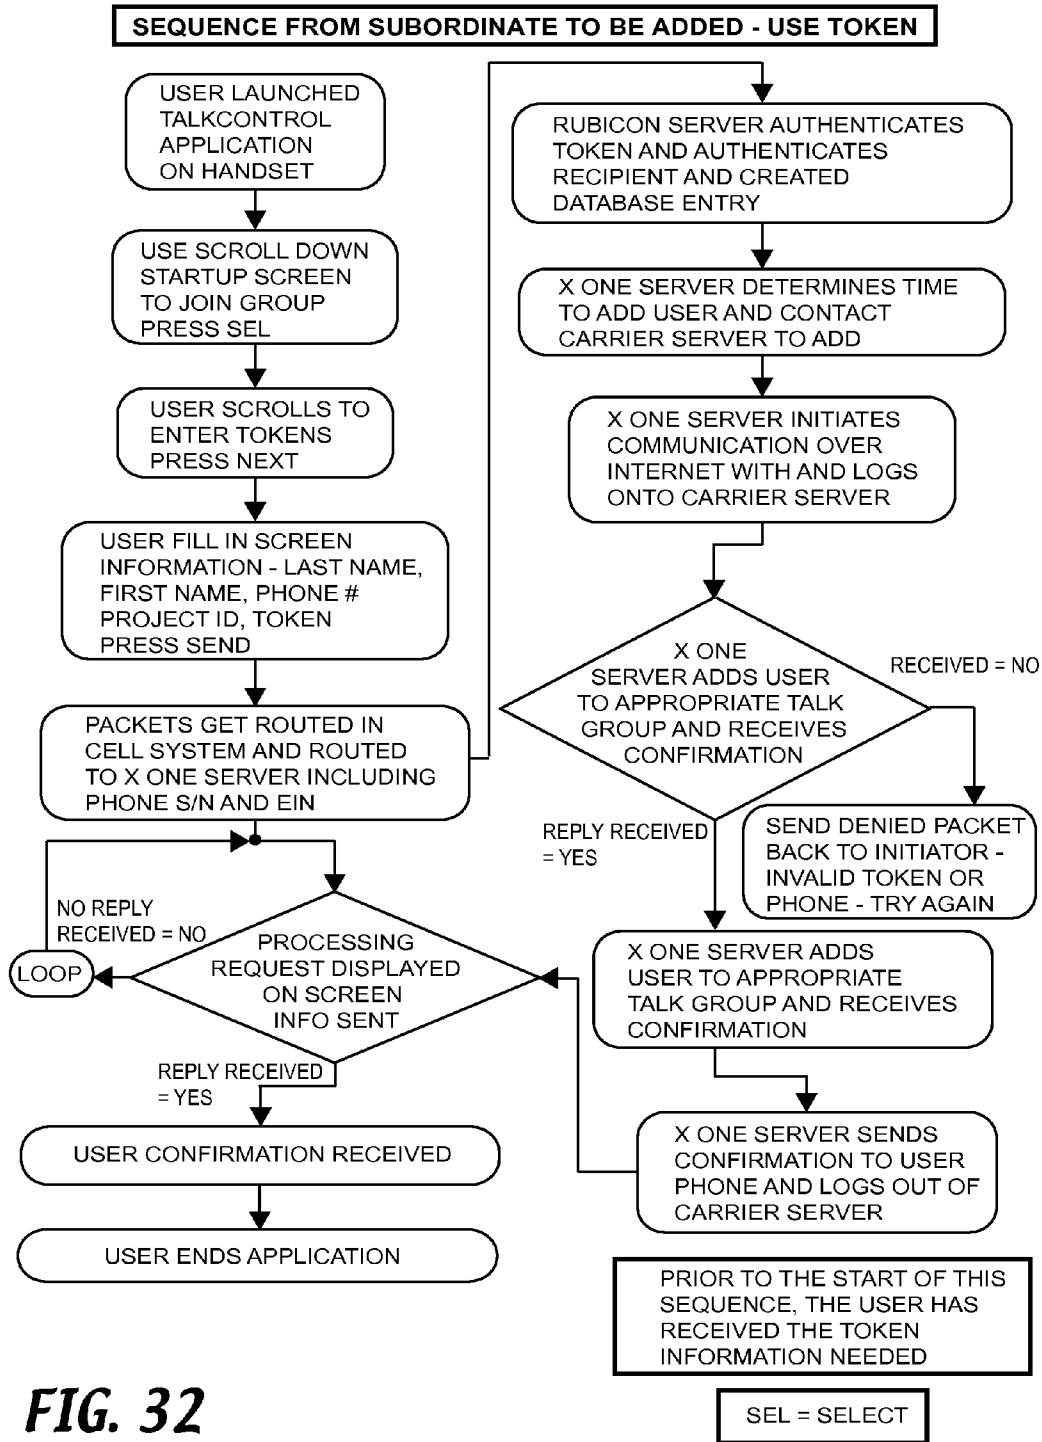 SEQUENCE FROM SUBORDINATE TO BE ADDED - USE TOKEN
USER LAUNCHED
TALKCONTROL
APPLICATION
ON HANDSET
USE SCROLL DOWN
STARTUP SCREEN
TO JOIN GROUP
PRESS SEL
USER SCROLLS TO
ENTER TOKENS
PRESS NEXT
USER FILL IN SCREEN
INFORMATION - LAST NAME,
FIRST NAME, PHONE #
PROJECT ID, TOKEN
PRESS SEND
PACKETS GET ROUTED IN
CELL SYSTEM AND ROUTED
TO X ONE SERVER INCLUDING
PHONE S/N AND EIN
NO REPLY
RECEIVED = NO
LOOP
PROCESSING
REQUEST DISPLAYED
ON SCREEN
INFO SENT
REPLY RECEIVED
= YES
USER CONFIRMATION RECEIVED
USER ENDS APPLICATION
RUBICON SERVER AUTHENTICATES
TOKEN AND AUTHENTICATES
RECIPIENT AND CREATED
DATABASE ENTRY
X ONE SERVER DETERMINES TIME
TO ADD USER AND CONTACT
CARRIER SERVER TO ADD
X ONE SERVER INITIATES
COMMUNICATION OVER
INTERNET WITH AND LOGS
ONTO CARRIER SERVER
X ONE
SERVER ADDS USER
TO APPROPRIATE TALK
GROUP AND RECEIVES
CONFIRMATION
RECEIVED = NO
REPLY RECEIVED
= YES
SEND DENIED PACKET
BACK TO INITIATOR -
INVALID TOKEN OR
PHONE - TRY AGAIN
X ONE SERVER ADDS
USER TO APPROPRIATE
TALK GROUP AND RECEIVES
CONFIRMATION
X ONE SERVER SENDS
CONFIRMATION TO USER
PHONE AND LOGS OUT OF
CARRIER SERVER
PRIOR TO THE START OF THIS
SEQUENCE, THE USER HAS
RECEIVED THE TOKEN
INFORMATION NEEDED
SEL = SELECT
FIG. 32